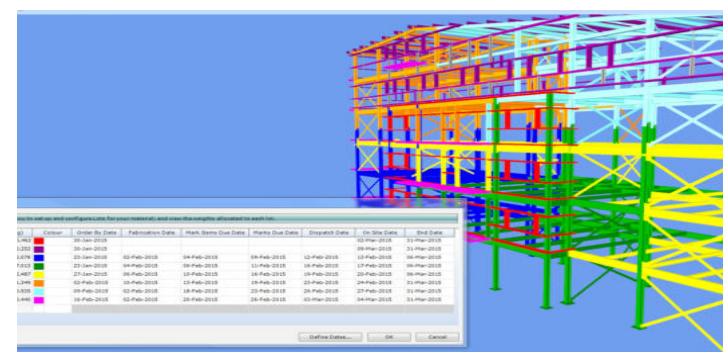 to set up and configure Lots for your material; and view the weights allocated to each lot.
Colour Order By Date Fabrication Date Mark Items Due Date Marks Due Date Dispatch Date On Site Date End Date
30-Jan-2015 02-Mar-2015 31-Mar-2015
30-Jan-2015 09-Mar-2015 31-Mar-2015
23-Jan-2015 02-Feb-2015 04-Feb-2015 09-Feb-2015 12-Feb-2015 13-Feb-2015 06-Mar-2015
23-Jan-2015 04-Feb-2015 06-Feb-2015 11-Feb-2015 16-Feb-2015 17-Feb-2015 06-Mar-2015
27-Jan-2015 06-Feb-2015 10-Feb-2015 16-Feb-2015 19-Feb-2015 20-Feb-2015 06-Mar-2015
02-Feb-2015 10-Feb-2015 13-Feb-2015 19-Feb-2015 23-Feb-2015 24-Feb-2015 31-Mar-2015
09-Feb-2015 02-Feb-2015 18-Feb-2015 23-Feb-2015 26-Feb-2015 27-Feb-2015 31-Mar-2015
16-Feb-2015 02-Feb-2015 20-Feb-2015 26-Feb-2015 03-Mar-2015 04-Mar-2015 31-Mar-2015
Define Dates... OK Cancel